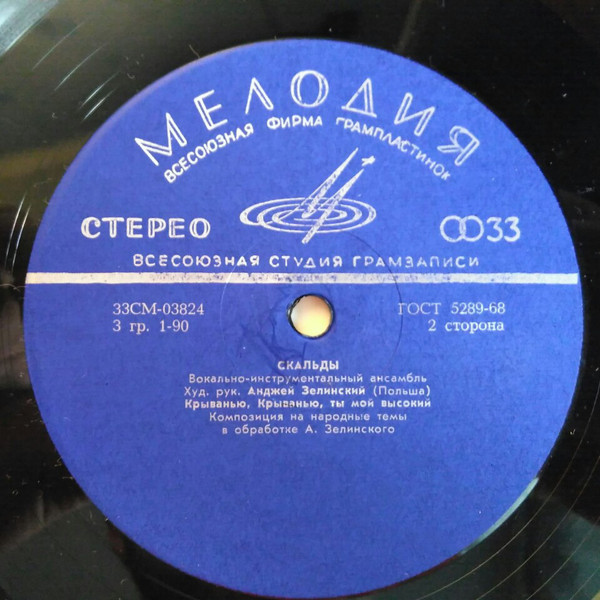 МЕЛОДИЯ
ВСЕСОЮЗНАЯ ФИРМА ГРАМПЛАСТИНОК
СТЕРЕО 33
ВСЕСОЮЗНАЯ СТУДИЯ ГРАМЗАПИСИ
33СМ-03824 ГОСТ 5289-68
3 гр. 1-90 2 сторона
СКАЛЬДЫ
Вокально-инструментальный ансамбль
Худ. рук. Анджей Зелинский (Польша)
Крыванью, Крыванью, ты мой высокий
Композиция на народные темы
в обработке А. Зелинского